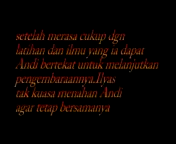 setelah merasa cukup dgn
latihan dan ilmu yang ia dapat
Andi bertekat untuk melanjutkan
pengembaraannya.Ilyas
tak kuasa menahan Andi
agar tetap bersamanya